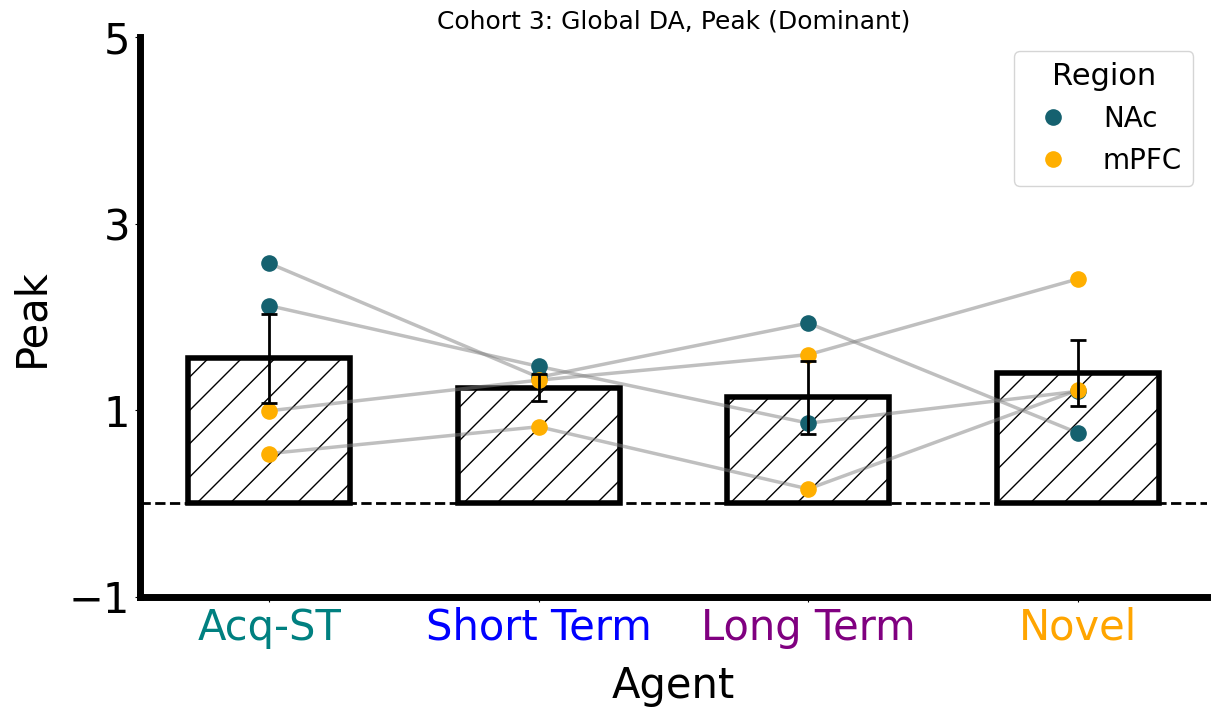 Cohort 3: Global DA, Peak (Dominant)
5
3
1
−1
Peak
Region
NAc
mPFC
Acq-ST
Short Term
Long Term
Novel
Agent